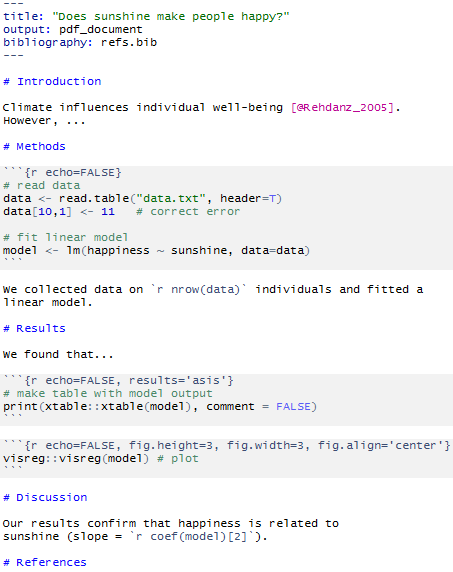 ---
title: "Does sunshine make people happy?"
output: pdf_document
bibliography: refs.bib
---
# Introduction
Climate influences individual well-being [@Rehdanz_2005].
However, ...
# Methods
```{r echo=FALSE}
# read data
data <- read.table("data.txt", header=T)
data[10,1] <- 11   # correct error
# fit linear model
model <- lm(happiness ~ sunshine, data=data)
```
We collected data on `r nrow(data)` individuals and fitted a
linear model.
# Results
We found that...
```{r echo=FALSE, results='asis'}
# make table with model output
print(xtable::xtable(model), comment = FALSE)
```
```{r echo=FALSE, fig.height=3, fig.width=3, fig.align='center'}
visreg::visreg(model) # plot
```
# Discussion
Our results confirm that happiness is related to
sunshine (slope = `r coef(model)[2]`).
# References